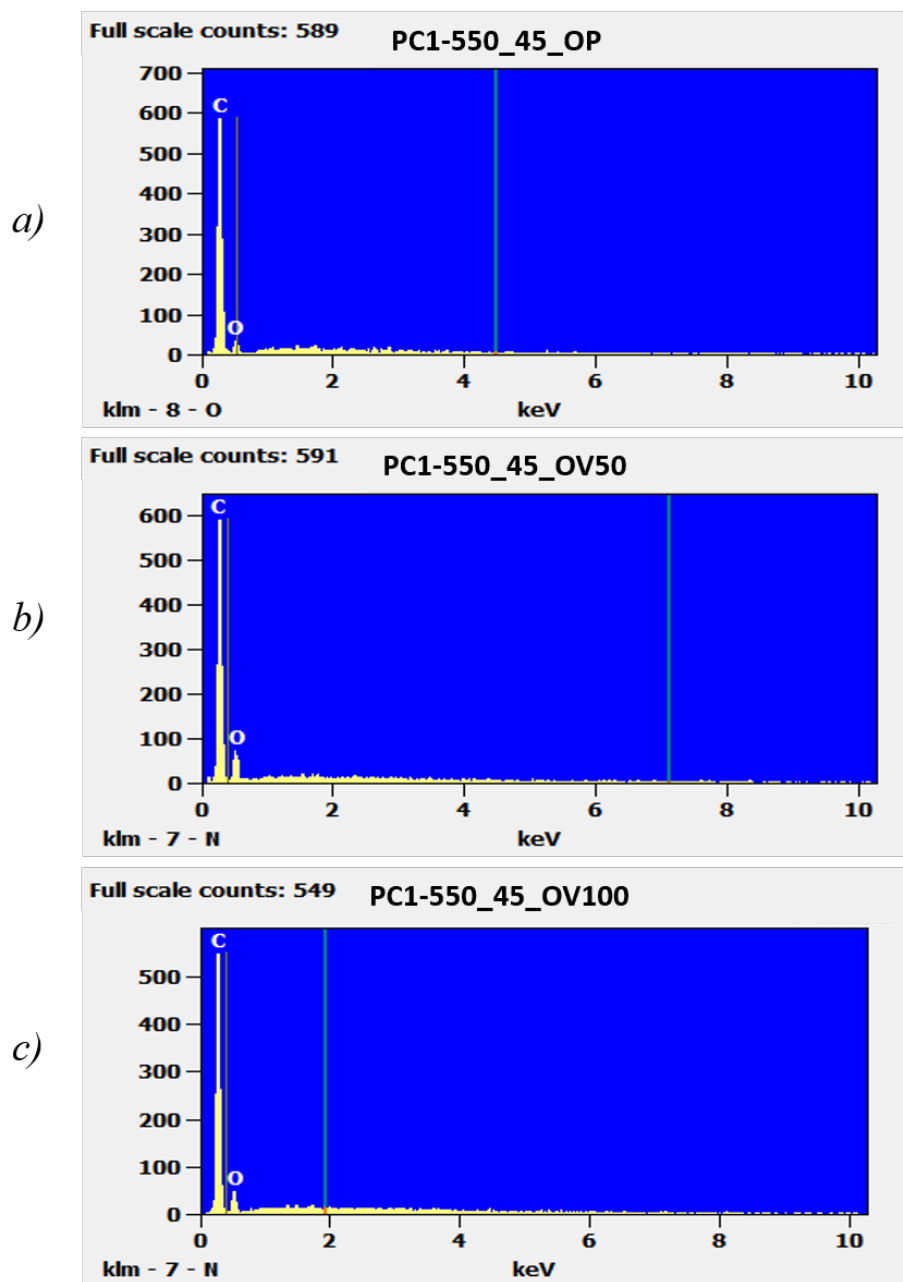 Full scale counts: 589
PC1-550_45_OP
a)
700
600
500
400
300
200
100
0
C
O
0 2 4 6 8 10
klm - 8 - O
keV
Full scale counts: 591
PC1-550_45_OV50
b)
600
500
400
300
200
100
0
C
O
0 2 4 6 8 10
klm - 7 - N
keV
Full scale counts: 549
PC1-550_45_OV100
c)
500
400
300
200
100
0
C
O
0 2 4 6 8 10
klm - 7 - N
keV